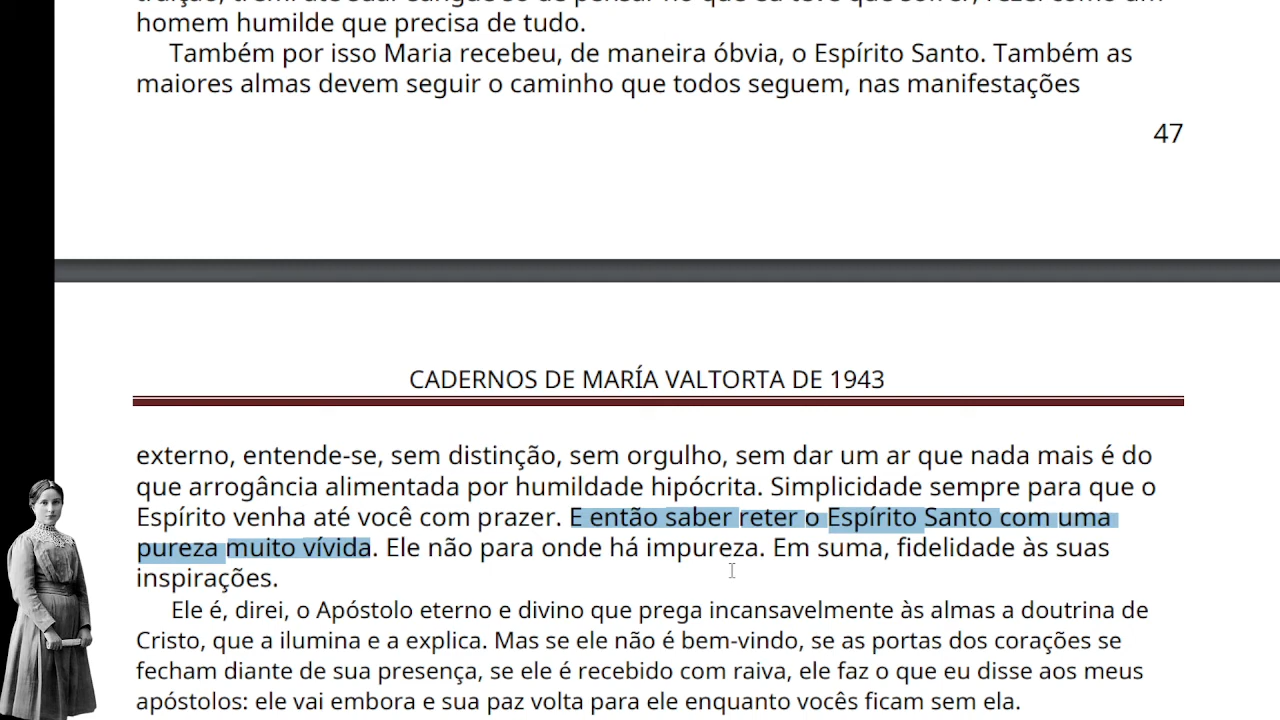 homem humilde que precisa de tudo.
Também por isso Maria recebeu, de maneira óbvia, o Espírito Santo. Também as
maiores almas devem seguir o caminho que todos seguem, nas manifestações
47
CADERNOS DE MARÍA VALTORTA DE 1943
externo, entende-se, sem distinção, sem orgulho, sem dar um ar que nada mais é do
que arrogância alimentada por humildade hipócrita. Simplicidade sempre para que o
Espírito venha até você com prazer. E então saber reter o Espírito Santo com uma
pureza muito vívida. Ele não para onde há impureza. Em suma, fidelidade às suas
inspirações.
Ele é, direi, o Apóstolo eterno e divino que prega incansavelmente às almas a doutrina de
Cristo, que a ilumina e a explica. Mas se ele não é bem-vindo, se as portas dos corações se
fecham diante de sua presença, se ele é recebido com raiva, ele faz o que eu disse aos meus
apóstolos: ele vai embora e sua paz volta para ele enquanto vocês ficam sem ela.